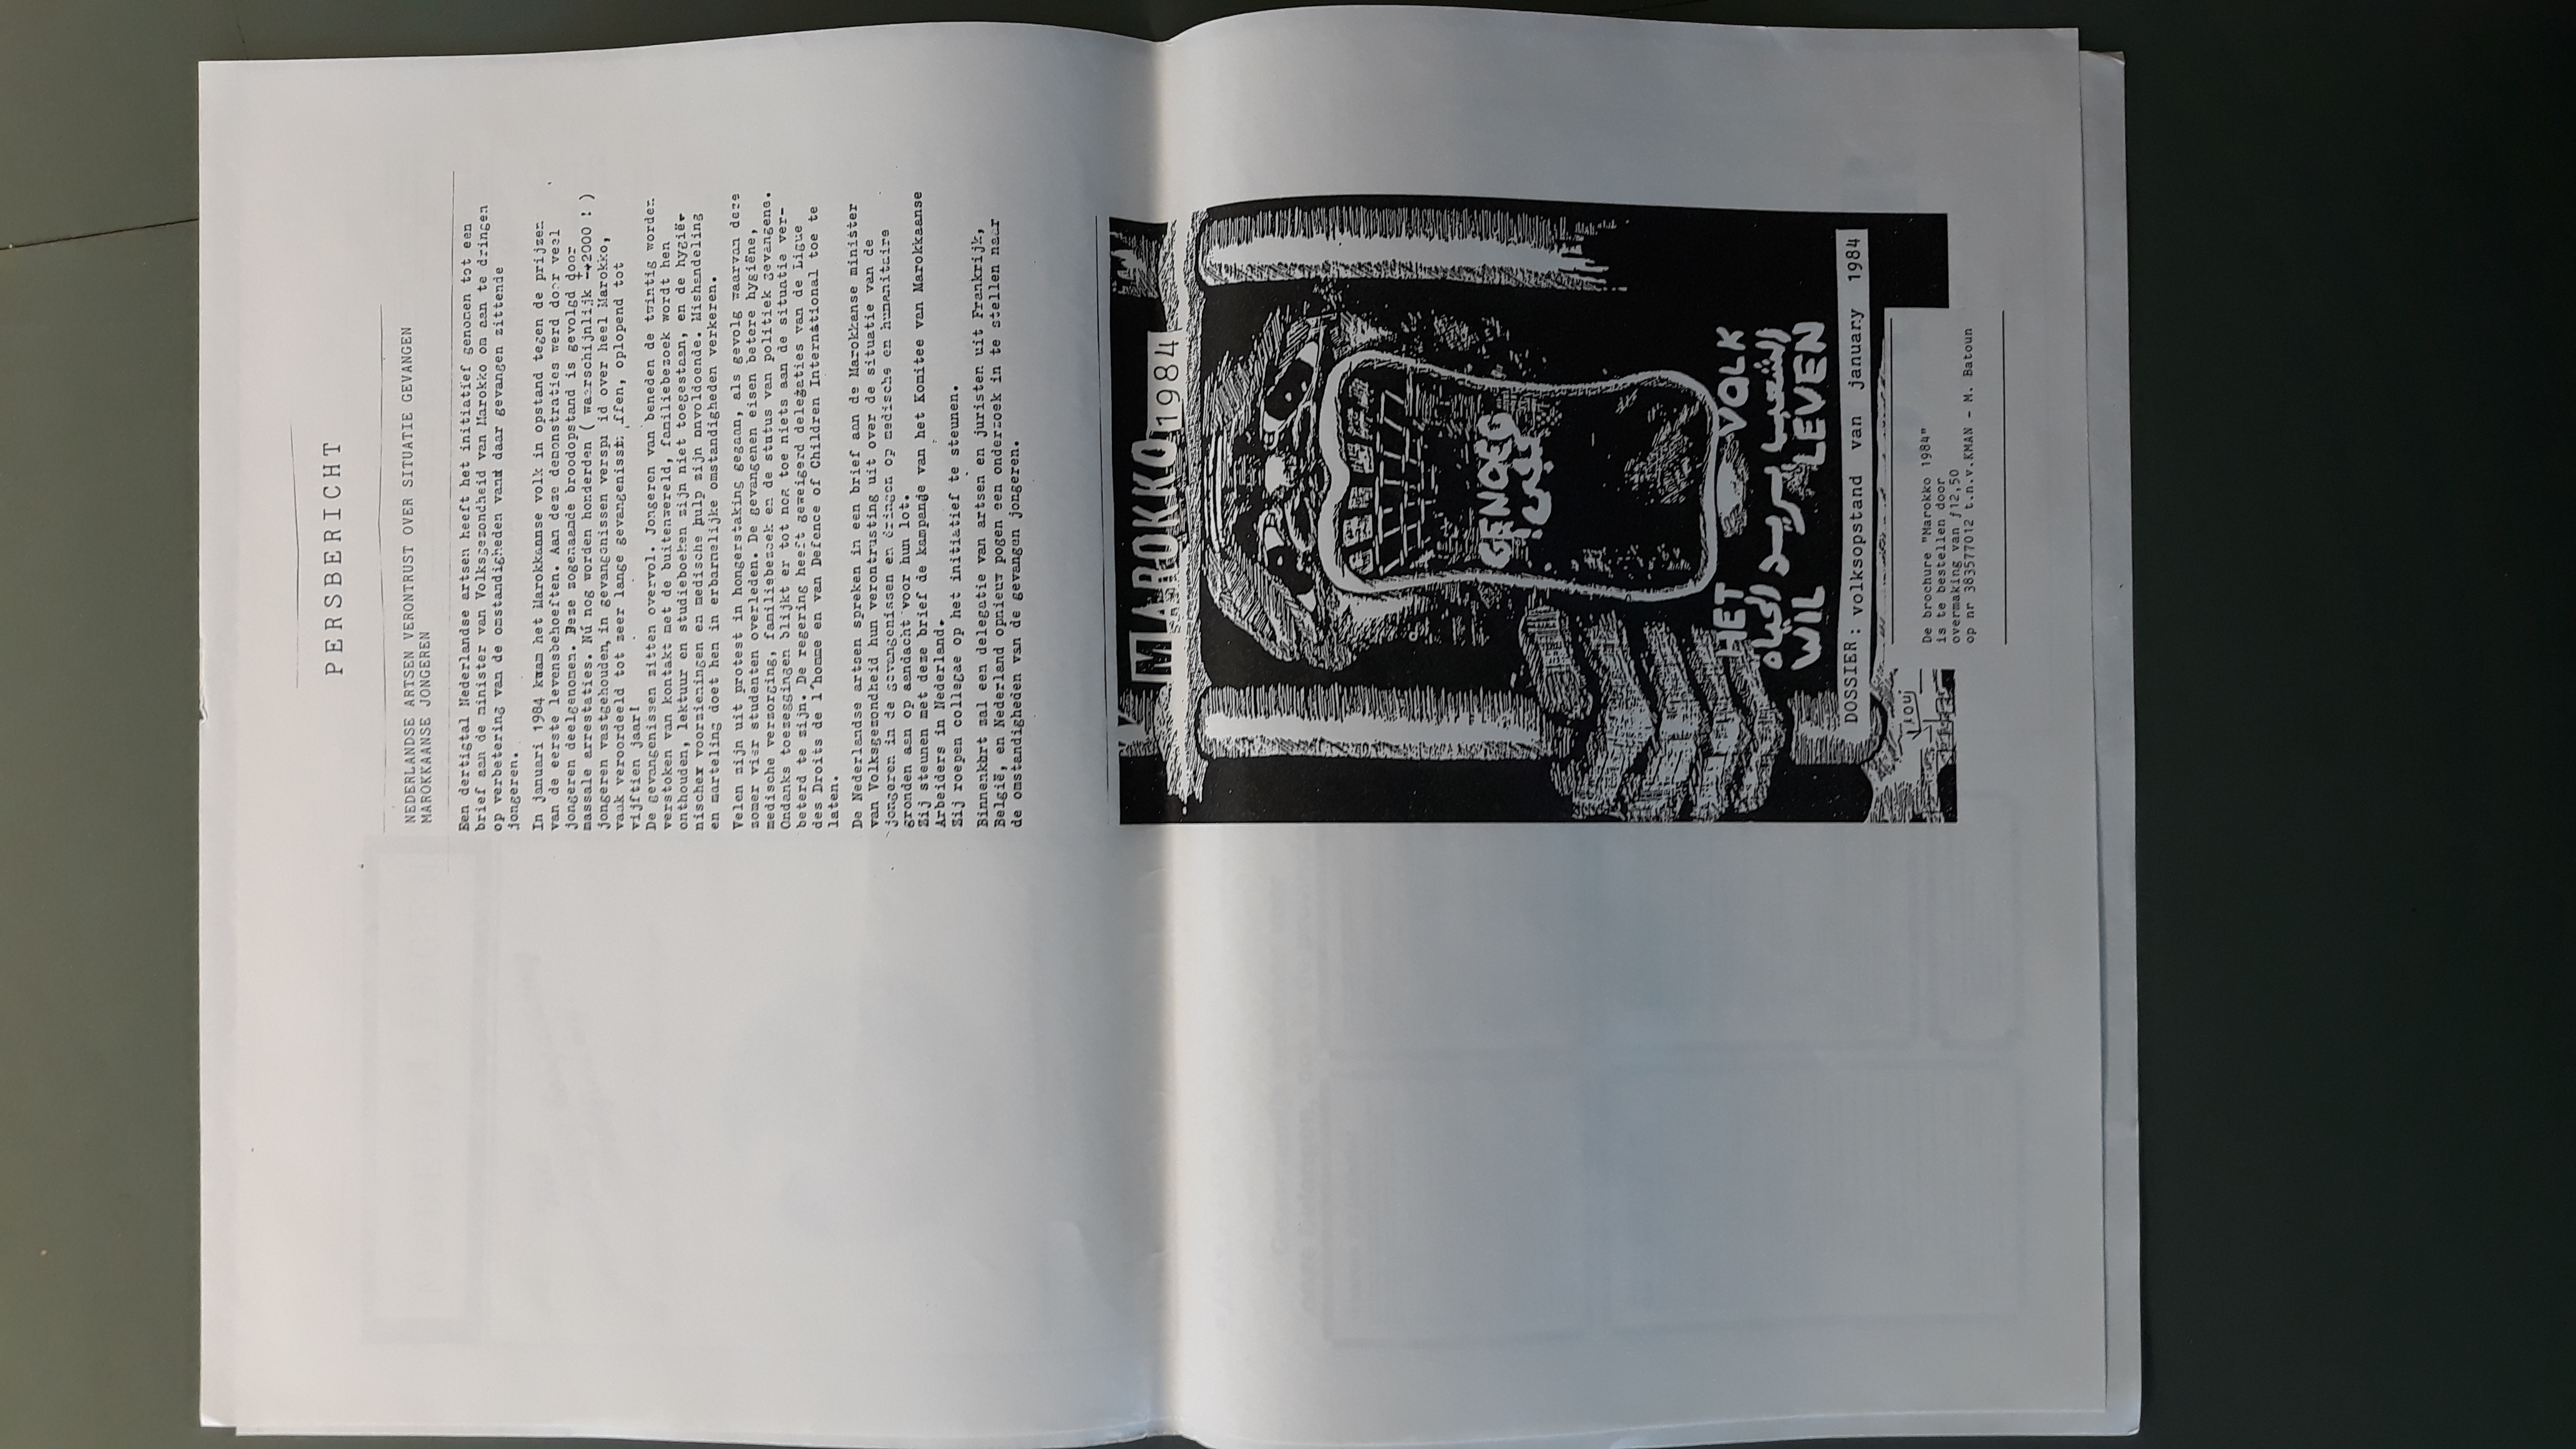 PERSBERICHT
NEDERLANDSE ARTSEN VERONTRUST OVER SITUATIE GEVANGEN
MAROKKAANSE JONGEREN
Een dertigtal Nederlandse artsen heeft het initiatief genomen tot een
brief aan de minister van Volksgezondheid van Marokko om aan te dringen
op verbetering van de omstandigheden vand daar gevangen zittende
jongeren.
In januari 1984 kwam het Marokkanse volk in opstand tegen de prijzen
van de eerste levensbehoeften. Aan deze demonstraties werd door veel
jongeren deelgenomen. Deze zogenaamde broodopstand is gevolgd door
massale arrestaties. Nú nog worden honderden ( waarschijnlijk →2000 ! )
jongeren vastgehouden, in gevangenissen verspr id over heel Marokko,
vaak veroordeeld tot zeer lange gevangenisst ffen, oplopend tot
vijftien jaar!
De gevangenissen zitten overvol. Jongeren van beneden de twintig worden
verstoken van kontakt met de buitenwereld, familiebezoek wordt hen
onthouden, lektuur en studieboeken zijn niet toegestaan, en de hygië-
nischer voorzieningen en medische hulp zijn onvoldoende. Mishandeling
en marteling doet hen in erbarmelijke omstandigheden verkeren.
Velen zijn uit protest in hongerstaking gegaan, als gevolg waarvan deze
zomer vier studenten overleden. De gevangenen eisen betere hygiëne,
medische verzorging, familiebezoek en de status van politiek gevangene.
Ondanks toezeggingen blijkt er tot nog toe niets aan de situatie ver-
beterd te zijn. De regering heeft geweigerd delegaties van de Ligue
des Droits de l'homme en van Defence of Children International toe te
laten.
De Nederlandse artsen spreken in een brief aan de Marokkanse minister
van Volksgezondheid hun verontrusting uit over de situatie van de
jongeren in de gevangenissen en dringen op medische en humanitaire
gronden aan op aandacht voor hun lot.
Zij steunen met deze brief de kampanje van het Komitee van Marokkaanse
Arbeiders in Nederland.
Zij roepen collegae op het initiatief te steunen.
Binnenkort zal een delegatie van artsen en juristen uit Frankrijk,
België, en Nederland opnieuw pogen een onderzoek in te stellen naar
de omstandigheden van de gevangen jongeren.
MAROKKO 1984
GENOEG
HET VOLK
الشعب يريد الحياة
WIL LEVEN
DOSSIER : volksopstand van january 1984
De brochure "Marokko 1984"
is te bestellen door
overmaking van ƒ12,50
op nr 383577012 t.n.v.KMAN - M. Batoun